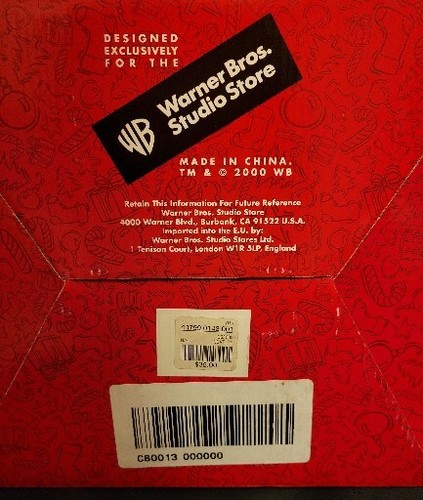 DESIGNED
EXCLUSIVELY
FOR THE
WB Warner Bros.
Studio Store
MADE IN CHINA.
TM & © 2000 WB
Retain This Information For Future Reference
Warner Bros. Studio Store
4000 Warner Blvd., Burbank, CA 91522 U.S.A.
Imported into the E.U. by:
Warner Bros. Studio Stores Ltd.
1 Tenison Court, London W1R 5LP, England
C80013 000000